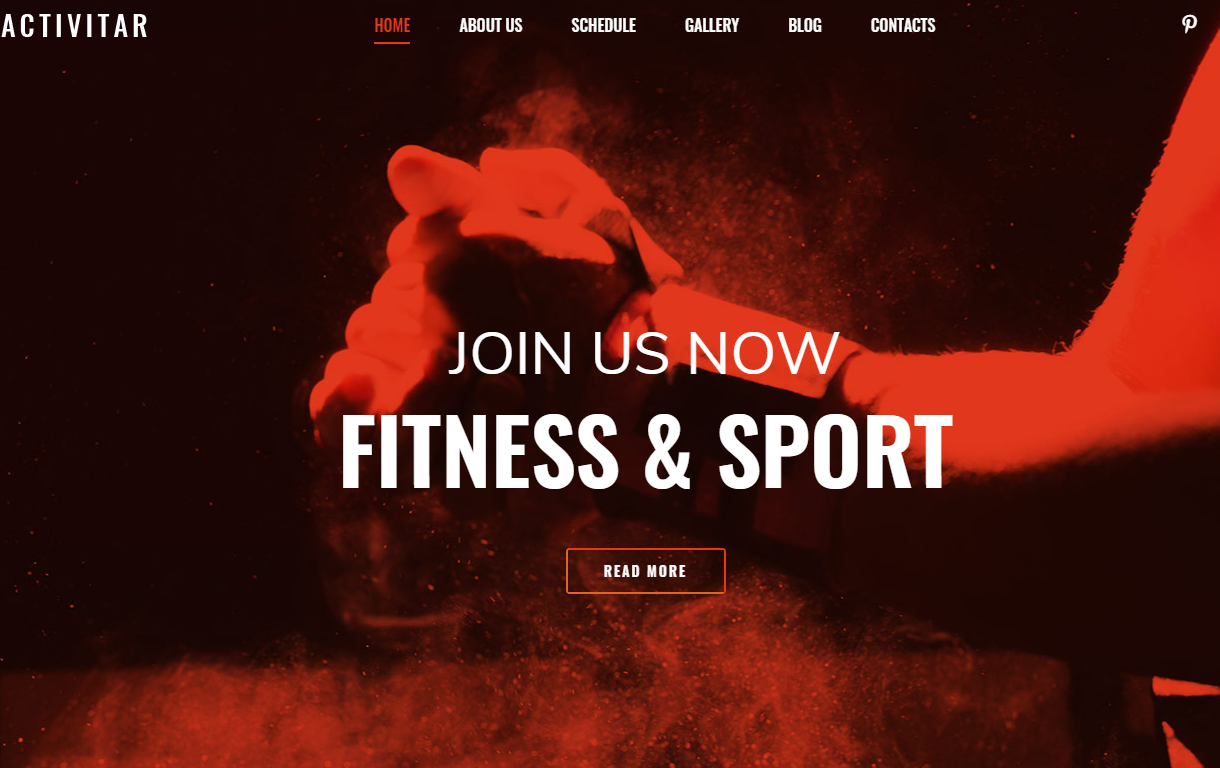 ACTIVITAR
HOME ABOUT US SCHEDULE GALLERY BLOG CONTACTS
JOIN US NOW
FITNESS & SPORT
READ MORE